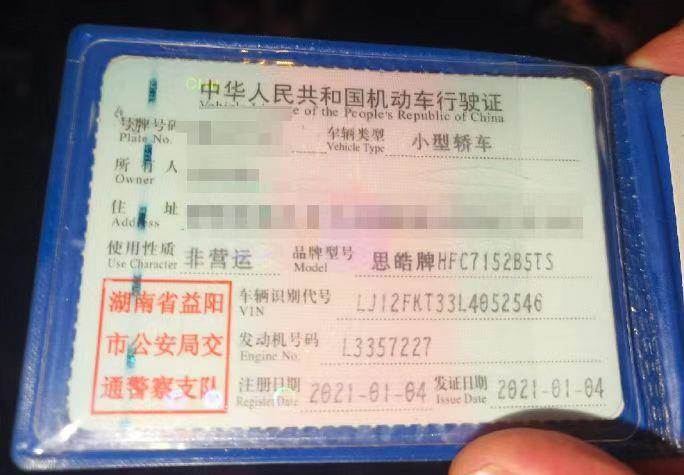 中华人民共和国机动车行驶证
of the People's Republic of China
号牌号码
Plate No.
车辆类型
Vehicle Type
小型轿车
所有人
Owner
住址
Address
使用性质
Use Character
非营运
品牌型号
Model
思皓牌HFC7152B5TS
湖南省益阳
市公安局交
通警察支队
车辆识别代号
VIN
LJ12FKT33L4052546
发动机号码
Engine No.
L3357227
注册日期
Register Date
2021-01-04
发证日期
Issue Date
2021-01-04